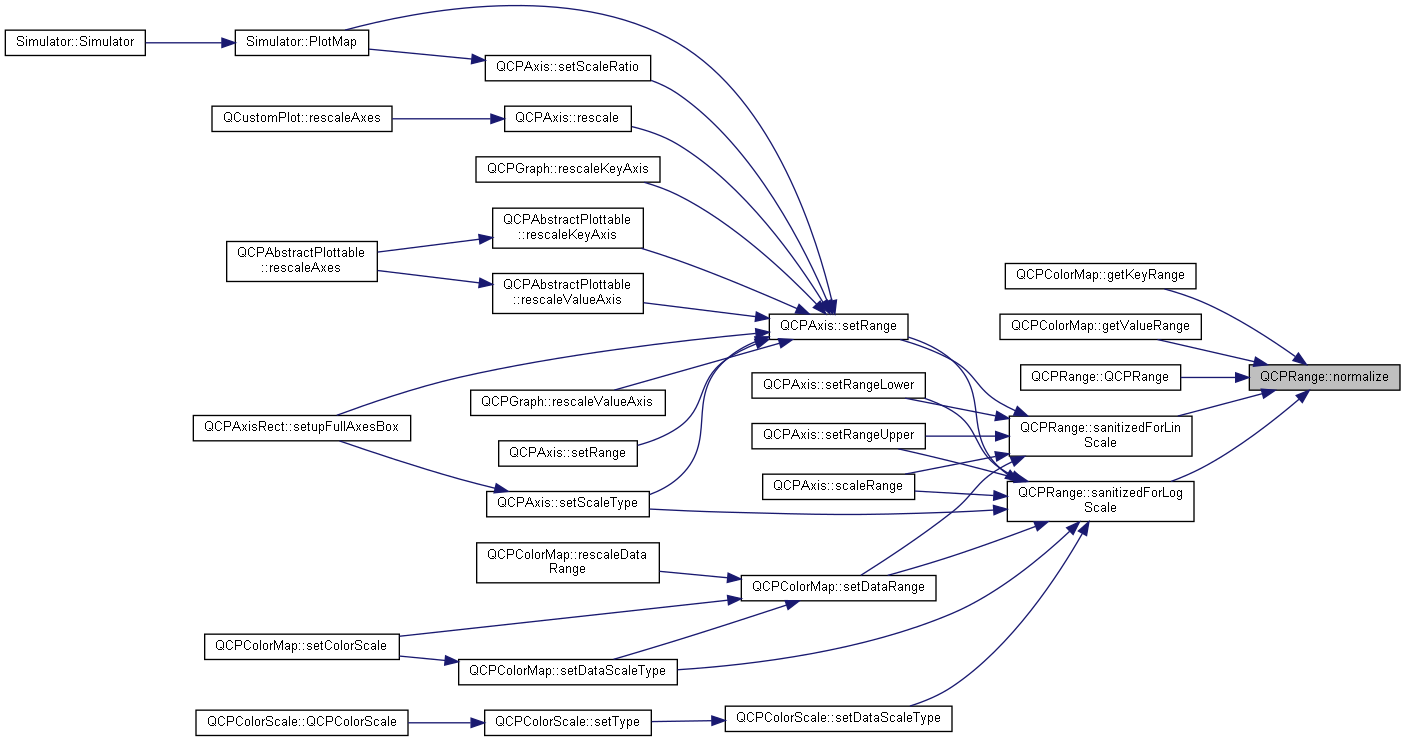 Simulator::Simulator
Simulator::PlotMap
QCPAxis::setScaleRatio
QCustomPlot::rescaleAxes
QCPAxis::rescale
QCPGraph::rescaleKeyAxis
QCPAbstractPlottable
::rescaleKeyAxis
QCPAbstractPlottable
::rescaleAxes
QCPAbstractPlottable
::rescaleValueAxis
QCPColorMap::getKeyRange
QCPAxis::setRange
QCPColorMap::getValueRange
QCPRange::QCPRange
QCPRange::normalize
QCPAxis::setRangeLower
QCPGraph::rescaleValueAxis
QCPAxisRect::setupFullAxesBox
QCPAxis::setRangeUpper
QCPRange::sanitizedForLin
Scale
QCPAxis::setRange
QCPAxis::scaleRange
QCPAxis::setScaleType
QCPRange::sanitizedForLog
Scale
QCPColorMap::rescaleData
Range
QCPColorMap::setDataRange
QCPColorMap::setColorScale
QCPColorMap::setDataScaleType
QCPColorScale::QCPColorScale
QCPColorScale::setType
QCPColorScale::setDataScaleType